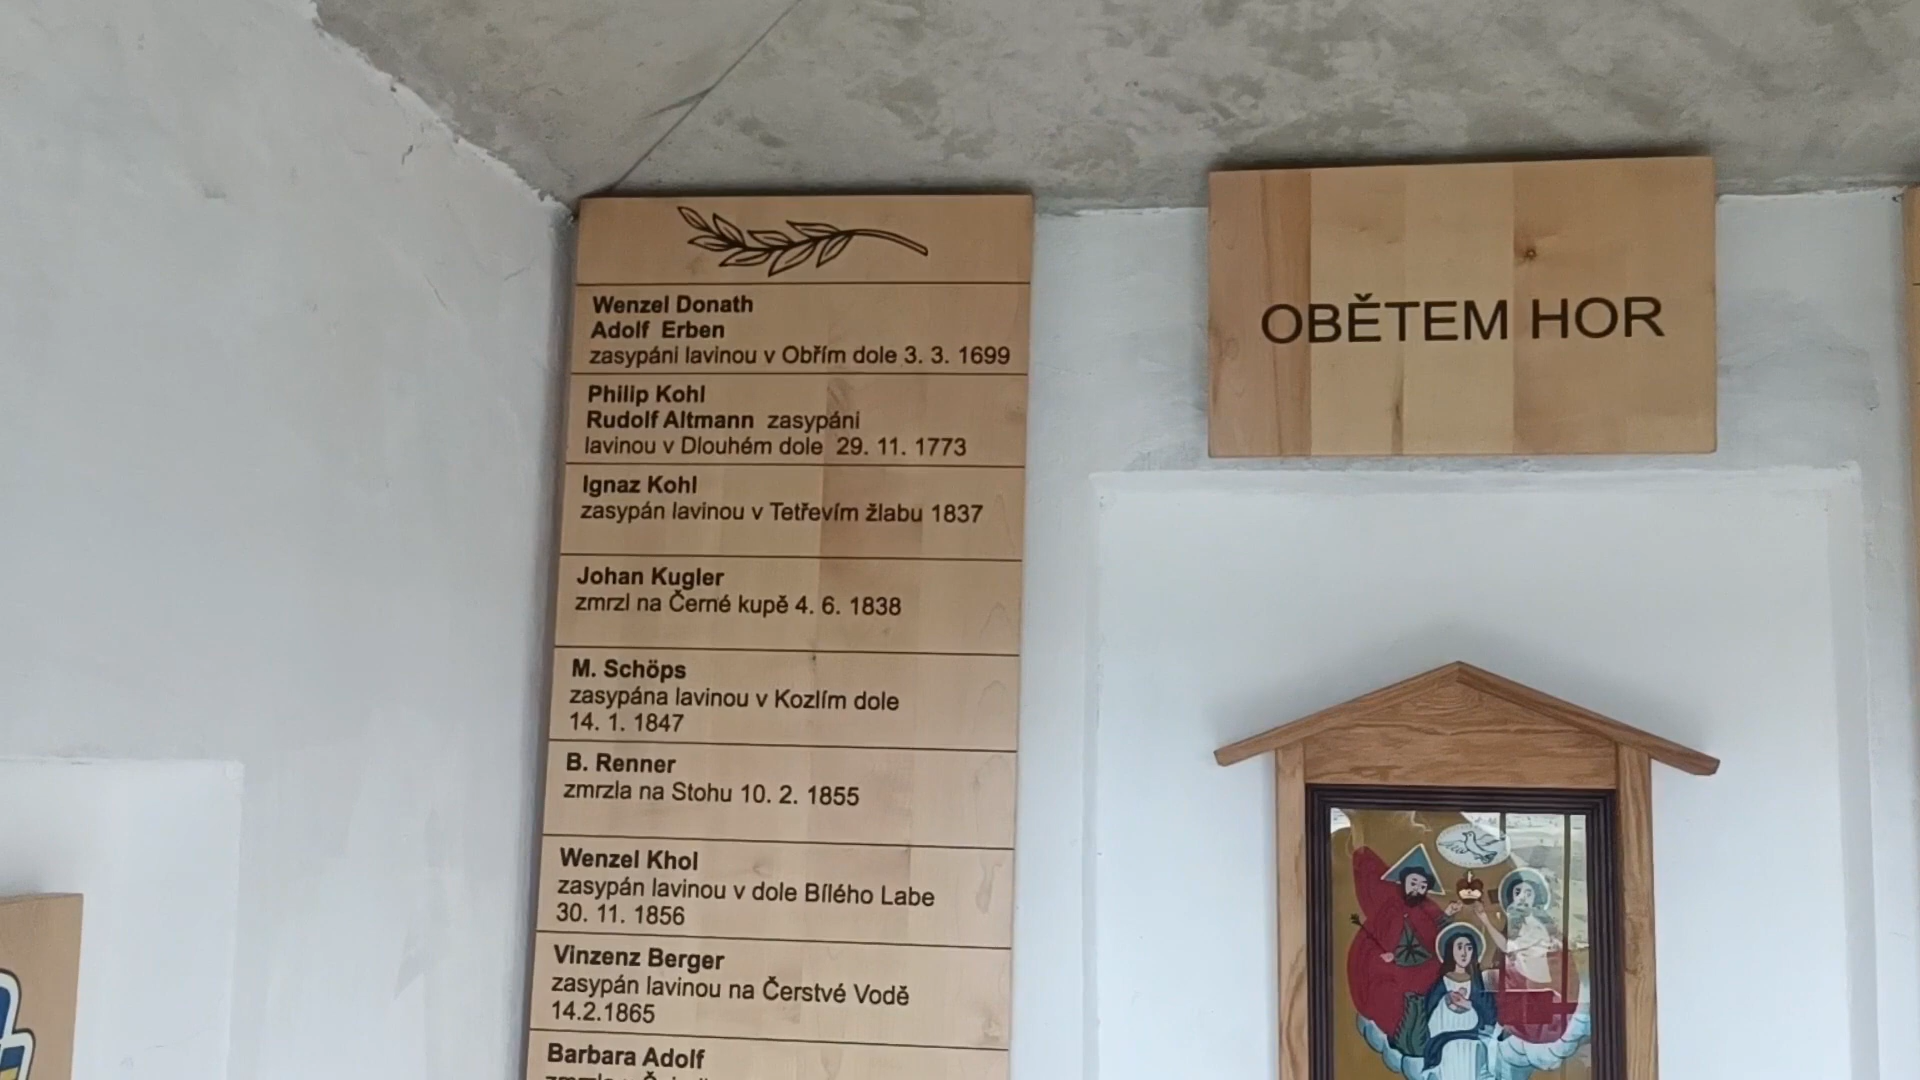 Wenzel Donath
Adolf Erben
zasypáni lavinou v Obřím dole 3. 3. 1699
Philip Kohl
Rudolf Altmann zasypáni
lavinou v Dlouhém dole 29. 11. 1773
Ignaz Kohl
zasypán lavinou v Tetřevím žlabu 1837
Johan Kugler
zmrzl na Černé kupě 4. 6. 1838
M. Schöps
zasypána lavinou v Kozlím dole
14. 1. 1847
B. Renner
zmrzla na Stohu 10. 2. 1855
Wenzel Khol
zasypán lavinou v dole Bílého Labe
30. 11. 1856
Vinzenz Berger
zasypán lavinou na Čerstvé Vodě
14.2.1865
Barbara Adolf
OBĚTEM HOR